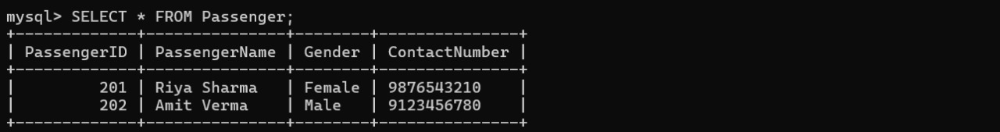 mysql> SELECT * FROM Passenger;
+-------------+---------------+--------+---------------+
| PassengerID | PassengerName | Gender | ContactNumber |
+-------------+---------------+--------+---------------+
|         201 | Riya Sharma   | Female | 9876543210    |
|         202 | Amit Verma    | Male   | 9123456780    |
+-------------+---------------+--------+---------------+